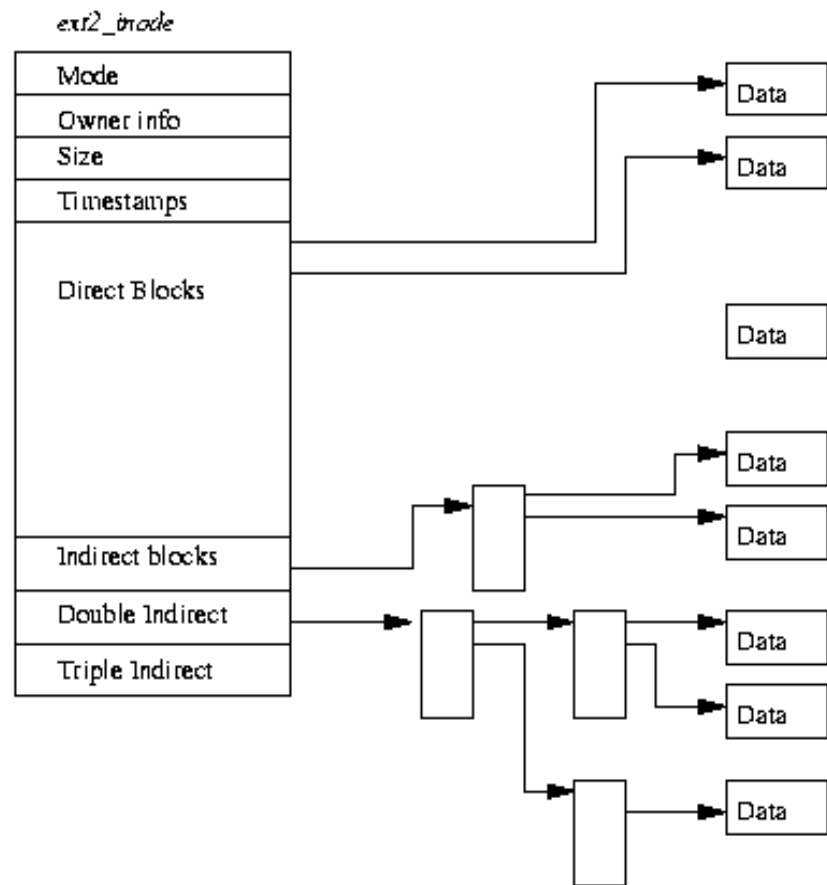 ext2_inode
Mode
Owner info
Size
Timestamps
Direct Blocks
Indirect blocks
Double Indirect
Triple Indirect
Data
Data
Data
Data
Data
Data
Data
Data